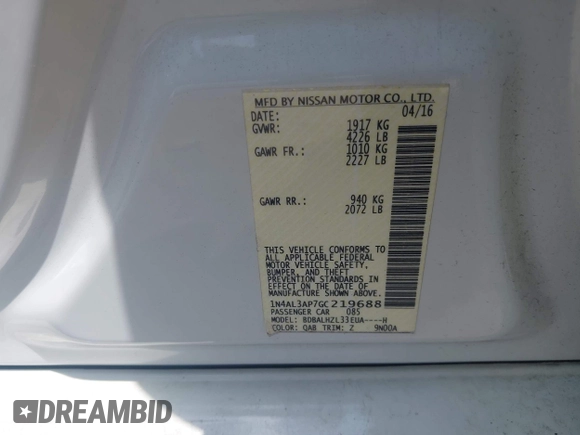 MFD BY NISSAN MOTOR CO., LTD.
DATE: 04/16
GVWR: 1917 KG
4226 LB
GAWR FR.: 1010 KG
2227 LB
GAWR RR.: 940 KG
2072 LB
THIS VEHICLE CONFORMS TO
ALL APPLICABLE FEDERAL
MOTOR VEHICLE SAFETY,
BUMPER, AND THEFT
PREVENTION STANDARDS IN
EFFECT ON THE DATE OF
MANUFACTURE SHOWN ABOVE.
1N4AL3AP7GC219688
PASSENGER CAR 085
MODEL: BDBALHZL33EUA----H
COLOR: QAB TRIM: Z 9N00A
DREAMBID